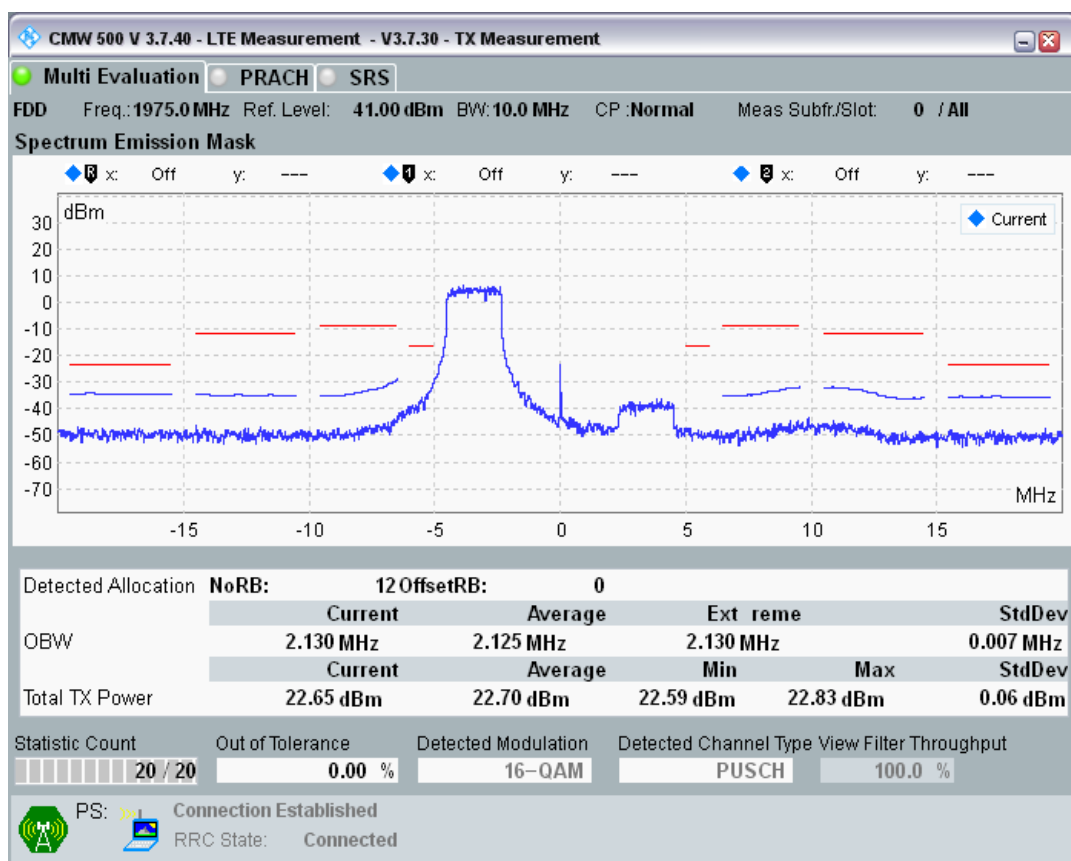 CMW 500 V 3.7.40 - LTE Measurement - V3.7.30 - TX Measurement
Multi Evaluation PRACH SRS
FDD Freq.: 1975.0 MHz Ref. Level: 41.00 dBm BW: 10.0 MHz CP : Normal Meas Subfr./Slot: 0 / All
Spectrum Emission Mask
R x: Off y: --- 1 x: Off y: --- 2 x: Off y: ---
dBm
Current
30
20
10
0
-10
-20
-30
-40
-50
-60
-70
MHz
-15 -10 -5 0 5 10 15
Detected Allocation NoRB: 12 OffsetRB: 0
Current Average Ext reme StdDev
OBW 2.130 MHz 2.125 MHz 2.130 MHz 0.007 MHz
Current Average Min Max StdDev
Total TX Power 22.65 dBm 22.70 dBm 22.59 dBm 22.83 dBm 0.06 dBm
Statistic Count Out of Tolerance Detected Modulation Detected Channel Type View Filter Throughput
20 / 20 0.00 % 16-QAM PUSCH 100.0 %
PS: Connection Established
RRC State: Connected